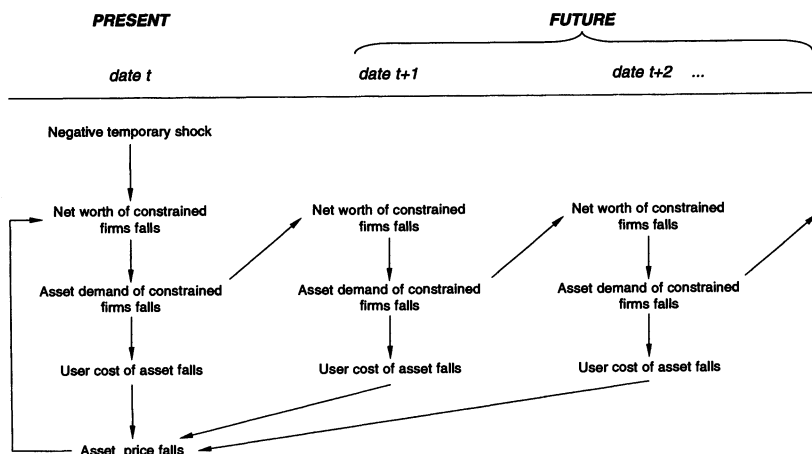 PRESENT FUTURE
date t date t+1 date t+2 ...
Negative temporary shock
Net worth of constrained
firms falls
Asset demand of constrained
firms falls
User cost of asset falls
Asset price falls
Net worth of constrained
firms falls
Asset demand of constrained
firms falls
User cost of asset falls
Net worth of constrained
firms falls
Asset demand of constrained
firms falls
User cost of asset falls